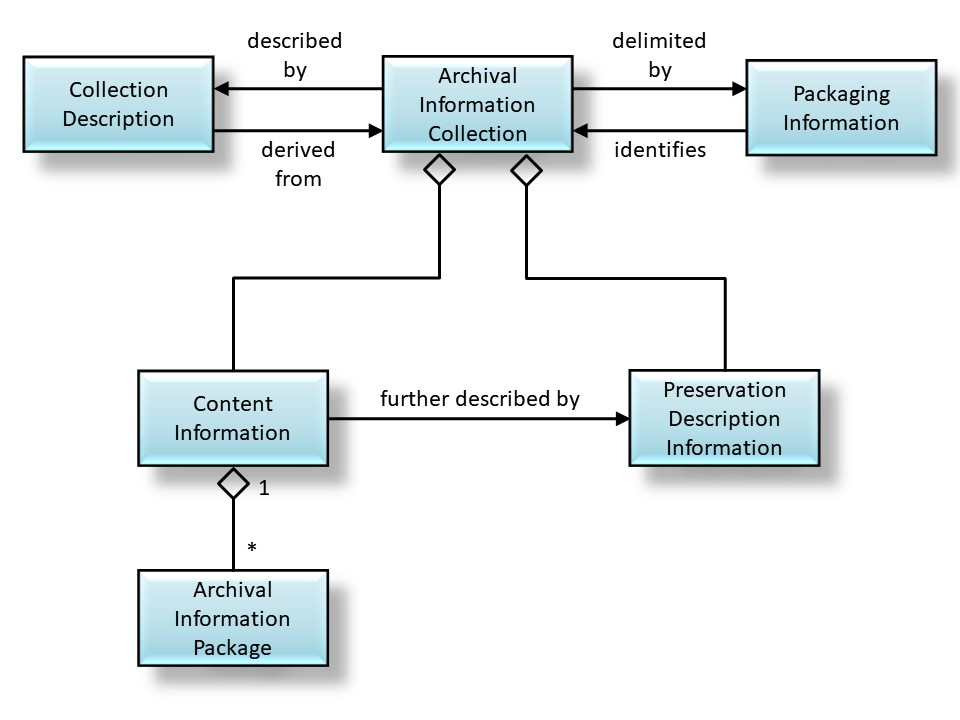 described
by
delimited
by
Collection
Description
Archival
Information
Collection
Packaging
Information
derived
from
identifies
Content
Information
further described by
Preservation
Description
Information
1
*
Archival
Information
Package